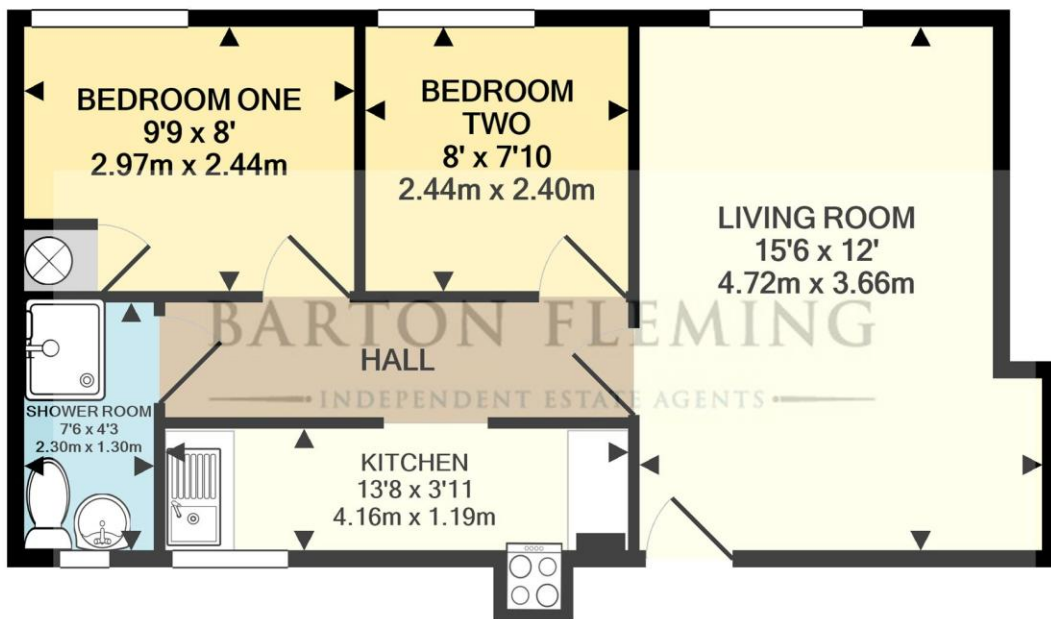 BEDROOM ONE
9'9 x 8'
2.97m x 2.44m
BEDROOM
TWO
8' x 7'10
2.44m x 2.40m
LIVING ROOM
15'6 x 12'
4.72m x 3.66m
BARTON FLEMING
INDEPENDENT ESTATE AGENTS
HALL
SHOWER ROOM
7'6 x 4'3
2.30m x 1.30m
KITCHEN
13'8 x 3'11
4.16m x 1.19m